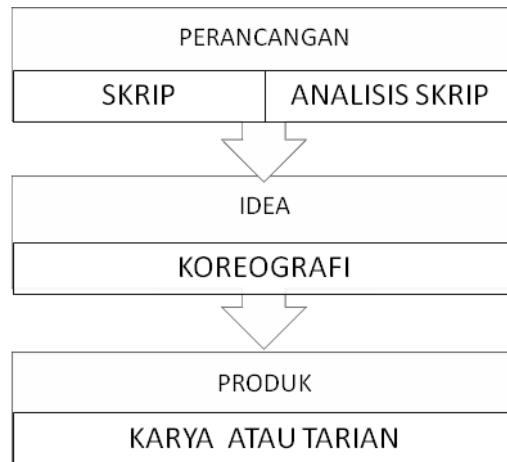 PERANCANGAN
SKRIP ANALISIS SKRIP
IDEA
KOREOGRAFI
PRODUK
KARYA ATAU TARIAN